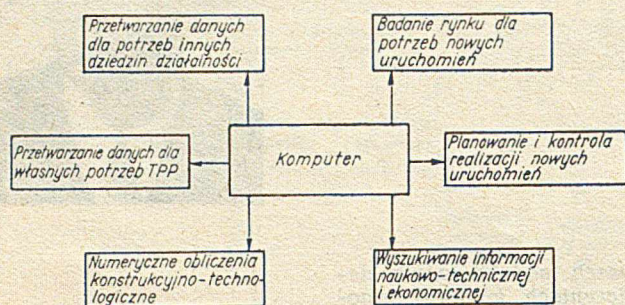 Przetwarzanie danych
dla potrzeb innych
dziedzin działalności
Badanie rynku dla
potrzeb nowych
uruchomień
Przetwarzanie danych dla
własnych potrzeb TPP
Komputer
Planowanie i kontrola
realizacji nowych
uruchomień
Numeryczne obliczenia
konstrukcyjno-techno-
logiczne
Wyszukiwanie informacji
naukowo-technicznej
i ekonomicznej